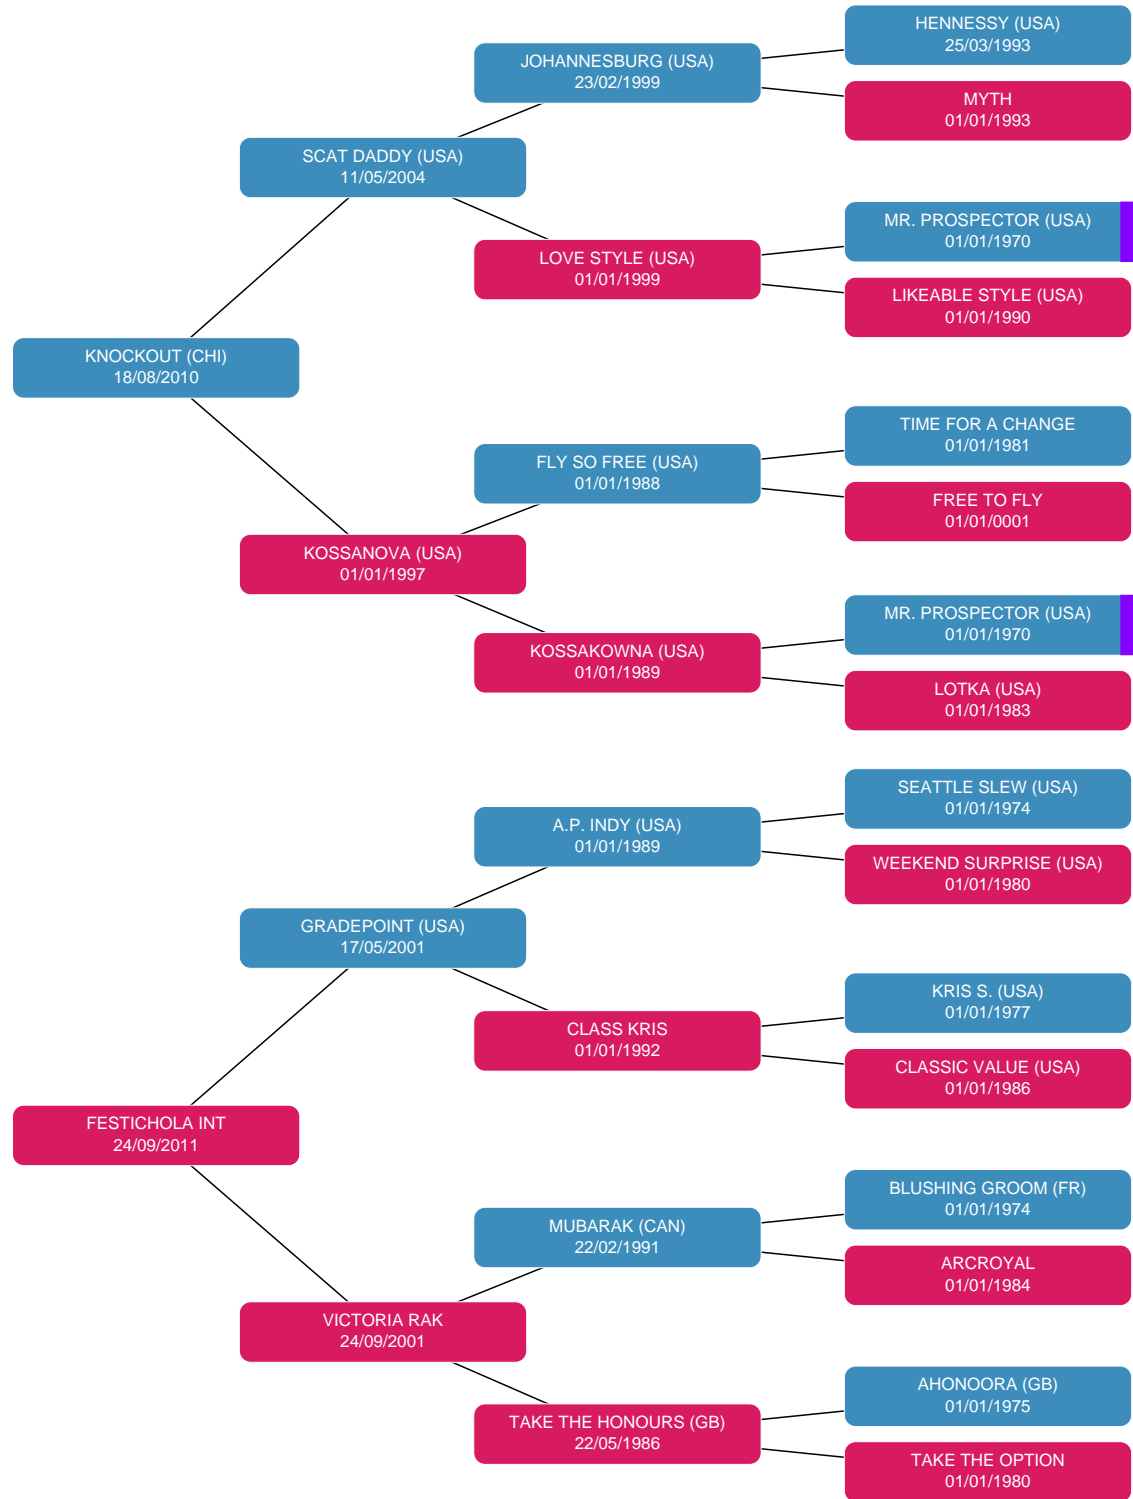 HENNESSY (USA)
25/03/1993
JOHANNESBURG (USA)
23/02/1999
MYTH
01/01/1993
SCAT DADDY (USA)
11/05/2004
MR. PROSPECTOR (USA)
01/01/1970
LOVE STYLE (USA)
01/01/1999
LIKEABLE STYLE (USA)
01/01/1990
KNOCKOUT (CHI)
18/08/2010
TIME FOR A CHANGE
01/01/1981
FLY SO FREE (USA)
01/01/1988
FREE TO FLY
01/01/0001
KOSSANOVA (USA)
01/01/1997
MR. PROSPECTOR (USA)
01/01/1970
KOSSAKOWNA (USA)
01/01/1989
LOTKA (USA)
01/01/1983
SEATTLE SLEW (USA)
01/01/1974
A.P. INDY (USA)
01/01/1989
WEEKEND SURPRISE (USA)
01/01/1980
GRADEPOINT (USA)
17/05/2001
KRIS S. (USA)
01/01/1977
CLASS KRIS
01/01/1992
CLASSIC VALUE (USA)
01/01/1986
FESTICHOLA INT
24/09/2011
BLUSHING GROOM (FR)
01/01/1974
MUBARAK (CAN)
22/02/1991
ARCROYAL
01/01/1984
VICTORIA RAK
24/09/2001
AHONOORA (GB)
01/01/1975
TAKE THE HONOURS (GB)
22/05/1986
TAKE THE OPTION
01/01/1980